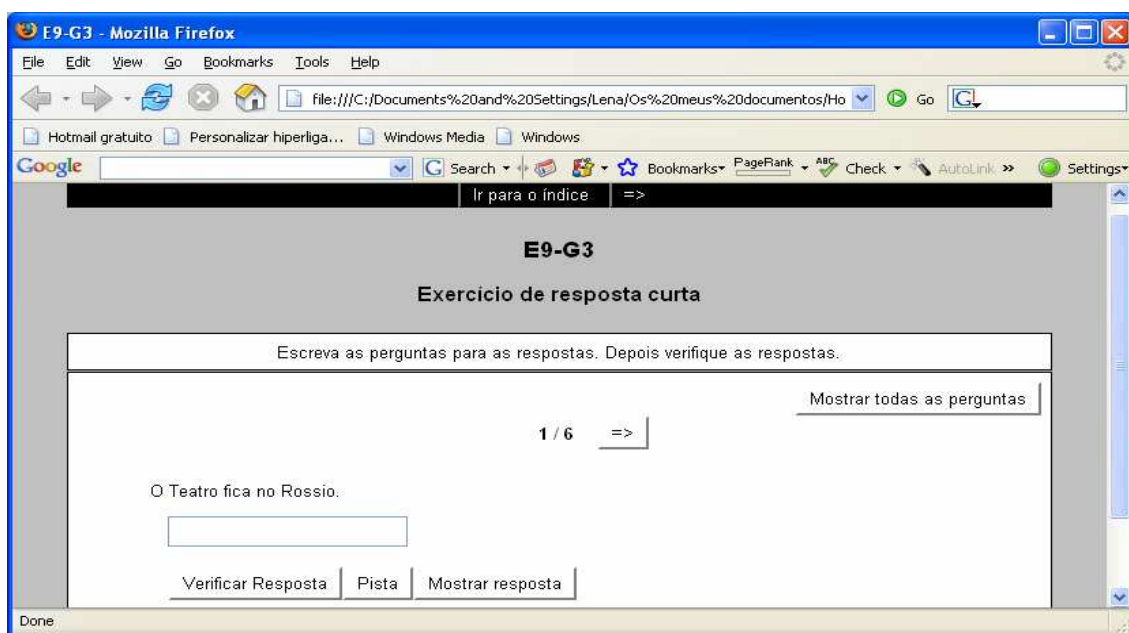 E9-G3 - Mozilla Firefox
File Edit View Go Bookmarks Tools Help
file:///C:/Documents%20and%20Settings/Lena/Os%20meus%20documentos/Ho Go G
Hotmail gratuito Personalizar hiperliga... Windows Media Windows
Google G Search Bookmarks PageRank ABC Check AutoLink » Settings
Ir para o índice =>
E9-G3
Exercício de resposta curta
Escreva as perguntas para as respostas. Depois verifique as respostas.
Mostrar todas as perguntas
1 / 6 =>
O Teatro fica no Rossio.
Verificar Resposta Pista Mostrar resposta
Done